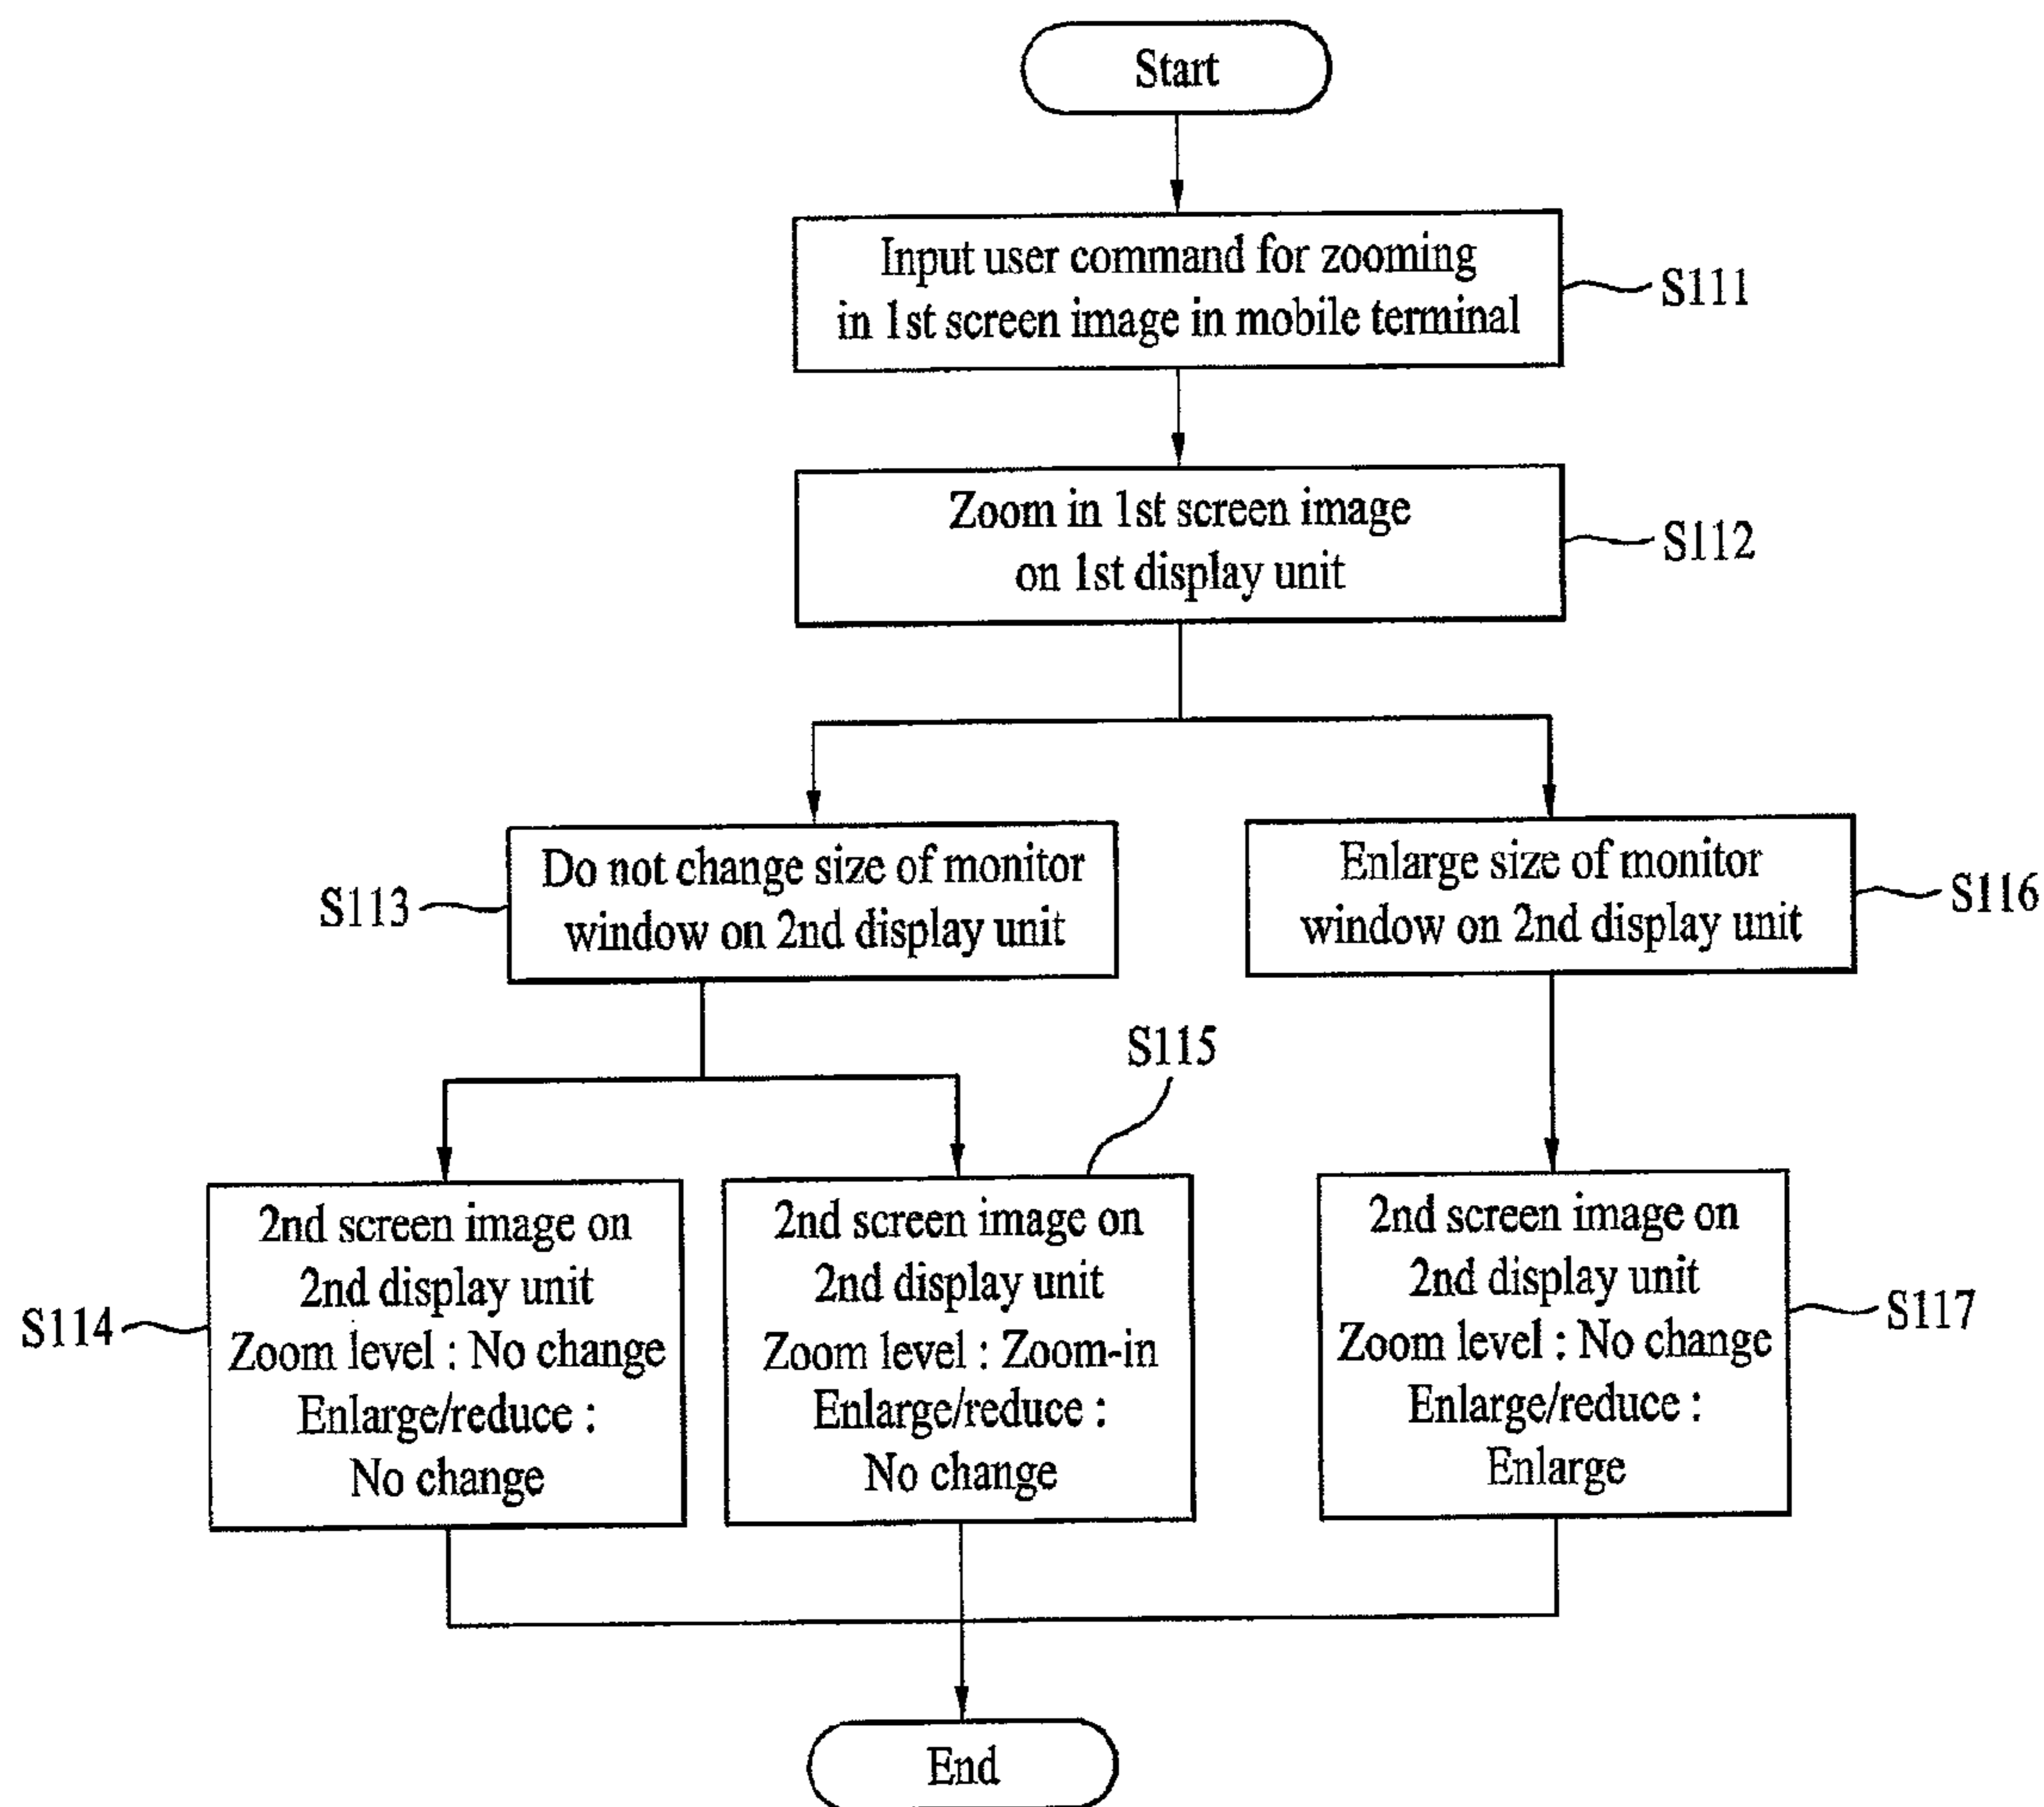 Start
Input user command for zooming
in 1st screen image in mobile terminal
S111
Zoom in 1st screen image
on 1st display unit
S112
Do not change size of monitor
window on 2nd display unit
S113
Enlarge size of monitor
window on 2nd display unit
S116
S115
2nd screen image on
2nd display unit
Zoom level : No change
Enlarge/reduce :
No change
S114
2nd screen image on
2nd display unit
Zoom level : Zoom-in
Enlarge/reduce :
No change
2nd screen image on
2nd display unit
Zoom level : No change
Enlarge/reduce :
Enlarge
S117
End